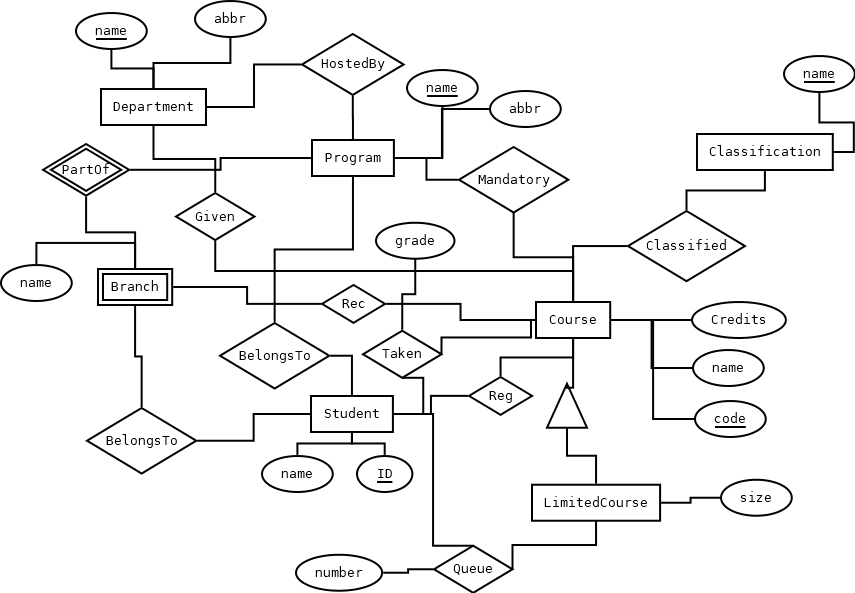 name
abbr
HostedBy
name
name
Department
abbr
Program
Classification
PartOf
Mandatory
Given
grade
Classified
name
Branch
Rec
Course
Credits
BelongsTo
Taken
name
Reg
Student
code
BelongsTo
name
ID
LimitedCourse
size
number
Queue